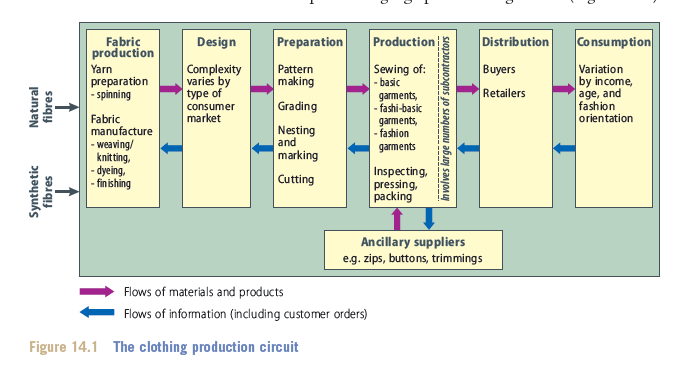 Fabric
production
Yarn
preparation
- spinning
Fabric
manufacture
- weaving/
knitting,
- dyeing,
- finishing
Design
Complexity
varies by
type of
consumer
market
Preparation
Pattern
making
Grading
Nesting
and
marking
Cutting
Production
Sewing of:
- basic
garments,
- fashi-basic
garments,
- fashion
garments
Inspecting,
pressing,
packing
Involves large numbers of subcontractors
Distribution
Buyers
Retailers
Consumption
Variation
by income,
age, and
fashion
orientation
Natural
fibres
Synthetic
fibres
Ancillary suppliers
e.g. zips, buttons, trimmings
Flows of materials and products
Flows of information (including customer orders)
Figure 14.1 The clothing production circuit